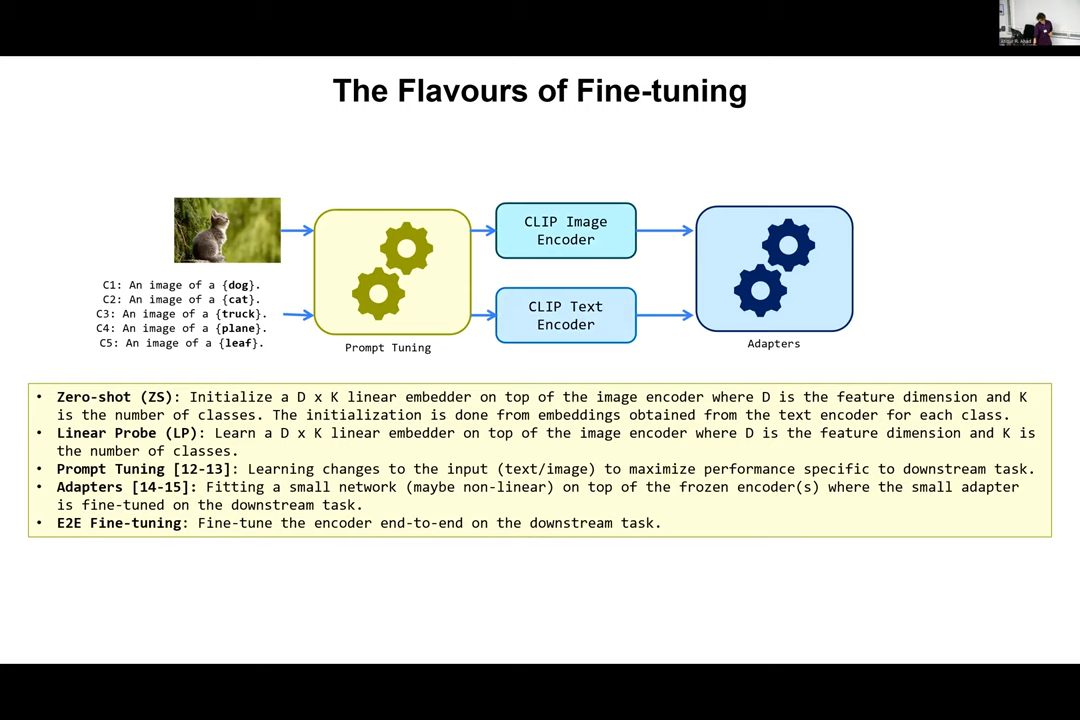 The Flavours of Fine-tuning
C1: An image of a {dog}.
C2: An image of a {cat}.
C3: An image of a {truck}.
C4: An image of a {plane}.
C5: An image of a {leaf}.
Prompt Tuning
CLIP Image
Encoder
CLIP Text
Encoder
Adapters
• Zero-shot (ZS): Initialize a D x K linear embedder on top of the image encoder where D is the feature dimension and K
is the number of classes. The initialization is done from embeddings obtained from the text encoder for each class.
• Linear Probe (LP): Learn a D x K linear embedder on top of the image encoder where D is the feature dimension and K is
the number of classes.
• Prompt Tuning [12-13]: Learning changes to the input (text/image) to maximize performance specific to downstream task.
• Adapters [14-15]: Fitting a small network (maybe non-linear) on top of the frozen encoder(s) where the small adapter
is fine-tuned on the downstream task.
• E2E Fine-tuning: Fine-tune the encoder end-to-end on the downstream task.